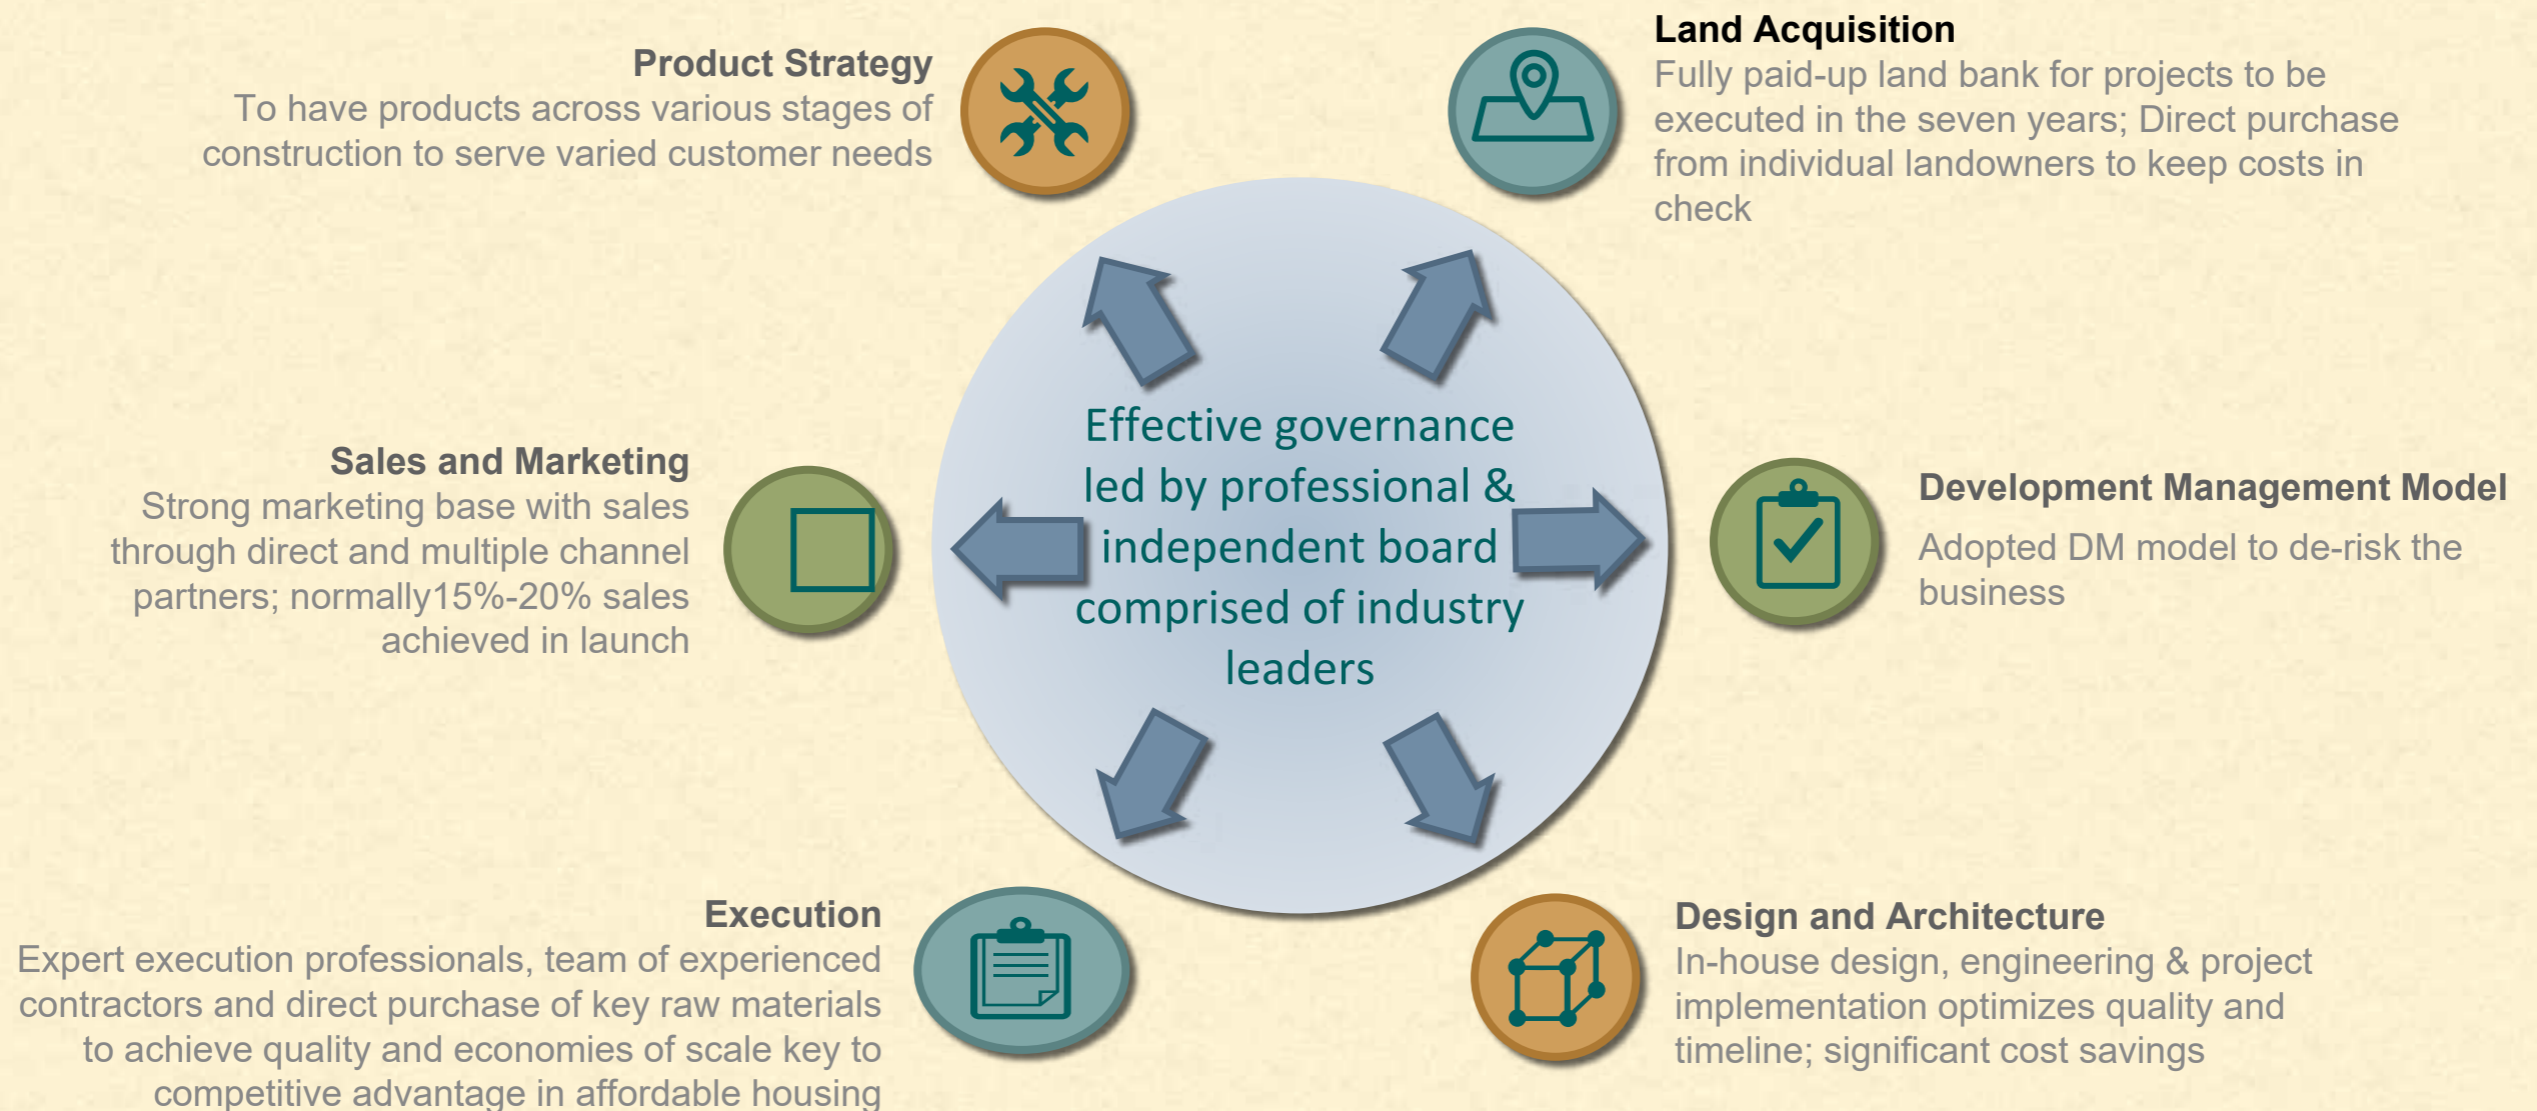 Product Strategy
To have products across various stages of
construction to serve varied customer needs
Land Acquisition
Fully paid-up land bank for projects to be
executed in the seven years; Direct purchase
from individual landowners to keep costs in
check
Sales and Marketing
Strong marketing base with sales
through direct and multiple channel
partners; normally15%-20% sales
achieved in launch
Effective governance
led by professional &
independent board
comprised of industry
leaders
Development Management Model
Adopted DM model to de-risk the
business
Execution
Expert execution professionals, team of experienced
contractors and direct purchase of key raw materials
to achieve quality and economies of scale key to
competitive advantage in affordable housing
Design and Architecture
In-house design, engineering & project
implementation optimizes quality and
timeline; significant cost savings